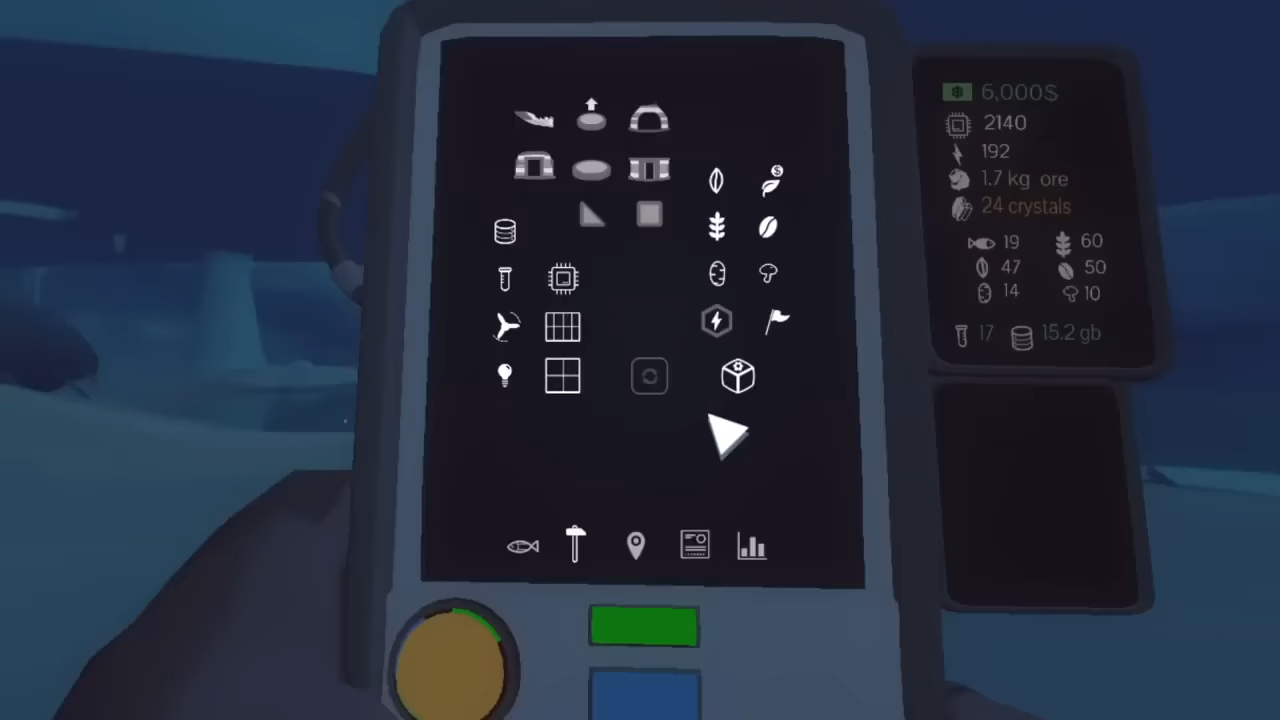 6,000$
2140
192
1.7 kg ore
24 crystals
19 60
47 50
14 10
17 15.2 gb